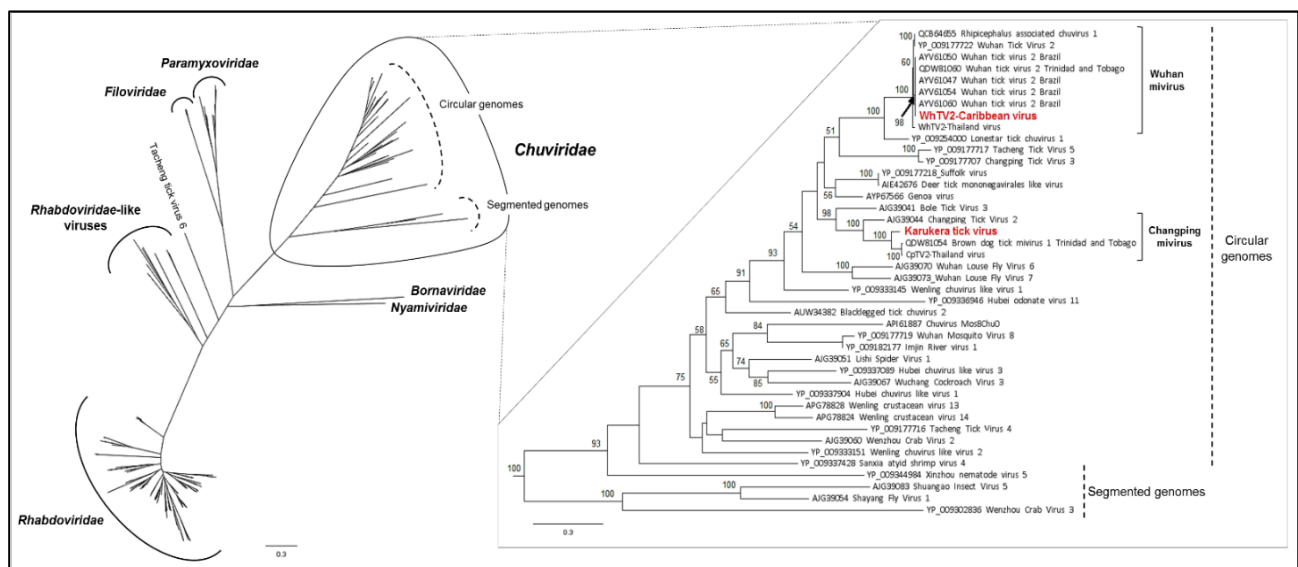 Paramyxoviridae
Filoviridae
Tacheng tick virus 6
Rhabdoviridae-like
viruses
Rhabdoviridae
0.3
Circular genomes
Chuviridae
Segmented genomes
Bornaviridae
Nyamiviridae
100
QCB64655 Rhipicephalus associated chuvirus 1
YP_009177722 Wuhan Tick Virus 2
60
AYV61050 Wuhan tick virus 2 Brazil
QDW81060 Wuhan tick virus 2 Trinidad and Tobago
AYV61047 Wuhan tick virus 2 Brazil
100
AYV61054 Wuhan tick virus 2 Brazil
AYV61060 Wuhan tick virus 2 Brazil
100
WhTV2-Caribbean virus
98
WhTV2-Thailand virus
Wuhan
mivirus
51
YP_009254000 Lonestar tick chuvirus 1
100
YP_009177717 Tacheng Tick Virus 5
YP_009177707 Changping Tick Virus 3
100
YP_009177218_Suffolk virus
AIE42676 Deer tick mononegavirales like virus
56
AYP67566 Genoa virus
98
AJG39041 Bole Tick Virus 3
54
AJG39044 Changping Tick Virus 2
100
Karukera tick virus
100
QDW81054 Brown dog tick mivirus 1 Trinidad and Tobago
CpTV2-Thailand virus
Changping
mivirus
93
100
AJG39070 Wuhan Louse Fly Virus 6
AJG39073_Wuhan Louse Fly Virus 7
91
YP_009333145 Wenling chuvirus like virus 1
YP_009336946 Hubei odonate virus 11
65
AUW34382 Blacklegged tick chuvirus 2
58
84
API61887 Chuvirus Mos8Chu0
YP_009177719 Wuhan Mosquito Virus 8
100
YP_009182177 Imjin River virus 1
65
74
AJG39051 Lishi Spider Virus 1
YP_009337089 Hubei chuvirus like virus 3
85
AJG39067 Wuchang Cockroach Virus 3
55
YP_009337904 Hubei chuvirus like virus 1
75
100
APG78828 Wenling crustacean virus 13
APG78824 Wenling crustacean virus 14
YP_009177716 Tacheng Tick Virus 4
AJG39060 Wenzhou Crab Virus 2
YP_009333151 Wenling chuvirus like virus 2
93
YP_009337428 Sanxia atyid shrimp virus 4
Circular
genomes
100
YP_009344984 Xinzhou nematode virus 5
100
AJG39083 Shuangao Insect Virus 5
100
AJG39054 Shayang Fly Virus 1
YP_009302836 Wenzhou Crab Virus 3
Segmented genomes
0.3